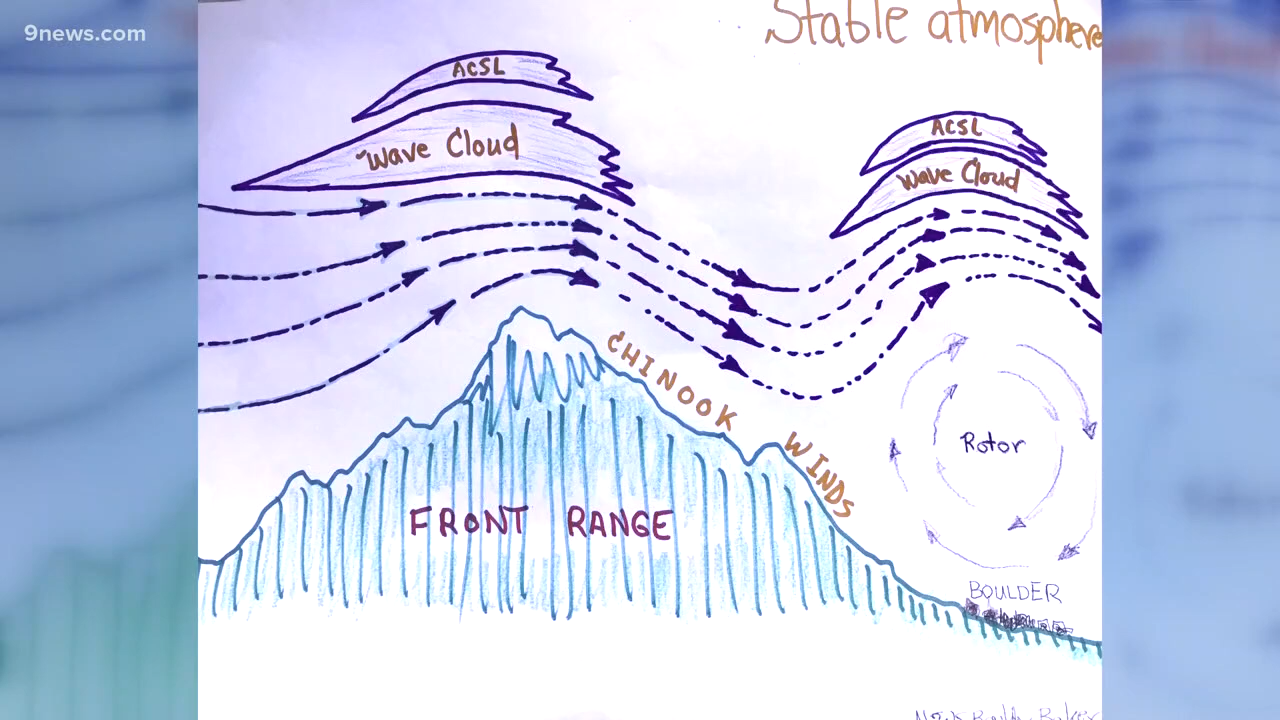 9news.com
Stable atmosphere
ACSL
Wave Cloud
ACSL
Wave Cloud
CHINOOK WINDS
Rotor
FRONT RANGE
BOULDER